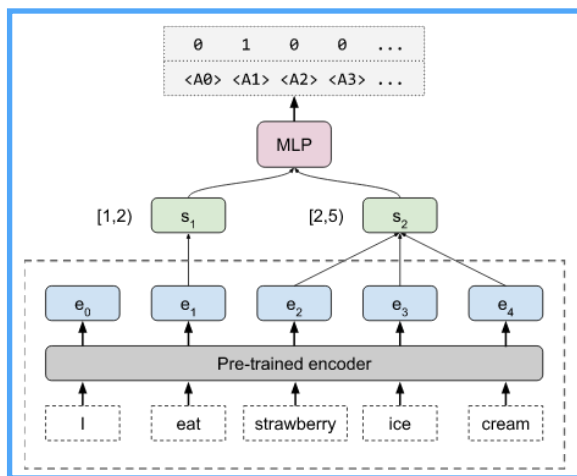 0 1 0 0 ...
<A0> <A1> <A2> <A3> ...
MLP
[1,2) s₁ [2,5) s₂
e₀ e₁ e₂ e₃ e₄
Pre-trained encoder
I eat strawberry ice cream